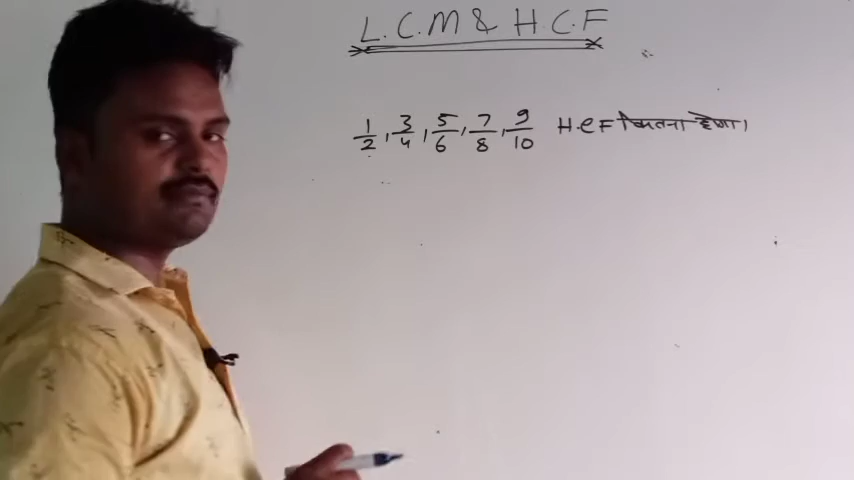 L.C.M & H.C.F
1/2, 3/4, 5/6, 7/8, 9/10 H.C F कितना होगा।